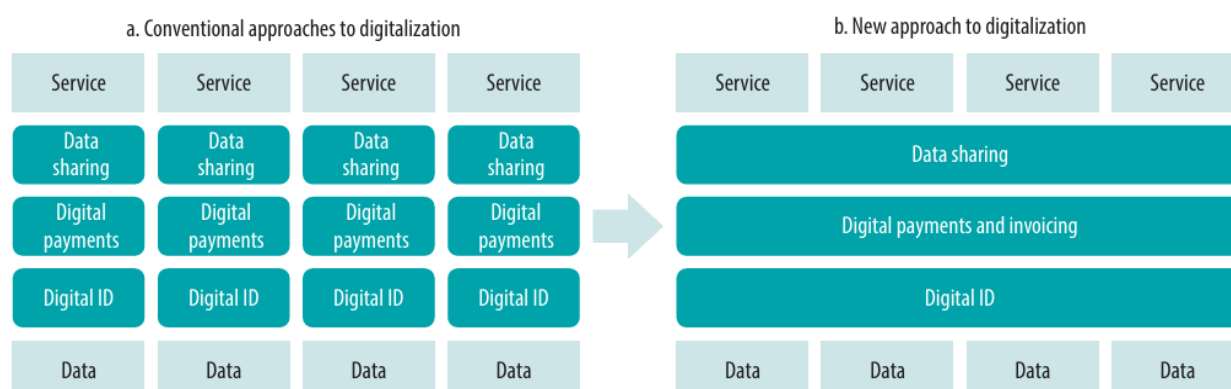 a. Conventional approaches to digitalization
Service Service Service Service
Data sharing Data sharing Data sharing Data sharing
Digital payments Digital payments Digital payments Digital payments
Digital ID Digital ID Digital ID Digital ID
Data Data Data Data
b. New approach to digitalization
Service Service Service Service
Data sharing
Digital payments and invoicing
Digital ID
Data Data Data Data